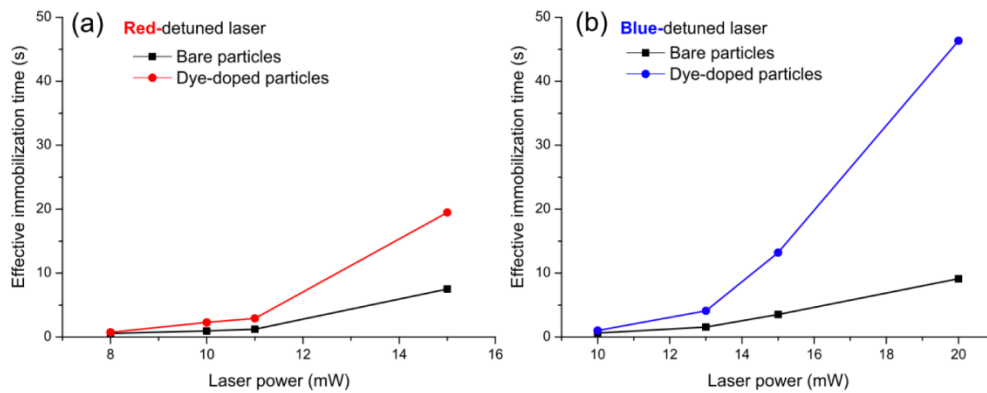 (a)
Red-detuned laser
Bare particles
Dye-doped particles
Effective immobilization time (s)
50
40
30
20
10
0
8
10
12
14
16
Laser power (mW)
(b)
Blue-detuned laser
Bare particles
Dye-doped particles
Effective immobilization time (s)
50
40
30
20
10
0
10
12
14
16
18
20
Laser power (mW)